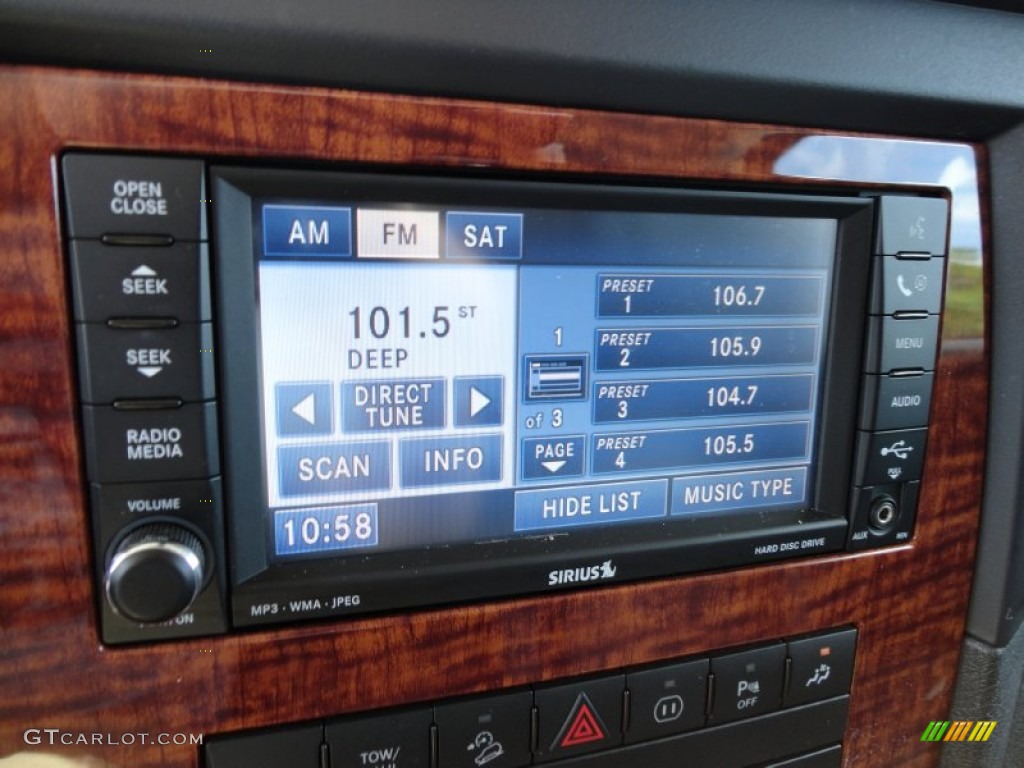 OPEN
CLOSE
SEEK
SEEK
RADIO
MEDIA
VOLUME
AM FM SAT
101.5 ST
DEEP
DIRECT
TUNE
SCAN INFO
10:58
1
of 3
PAGE
PRESET
1 106.7
PRESET
2 105.9
PRESET
3 104.7
PRESET
4 105.5
HIDE LIST MUSIC TYPE
MENU
AUDIO
PULL
AUX
HARD DISC DRIVE
SIRIUS
MP3 · WMA · JPEG
TOW/
P
OFF
GTCARLOT.COM